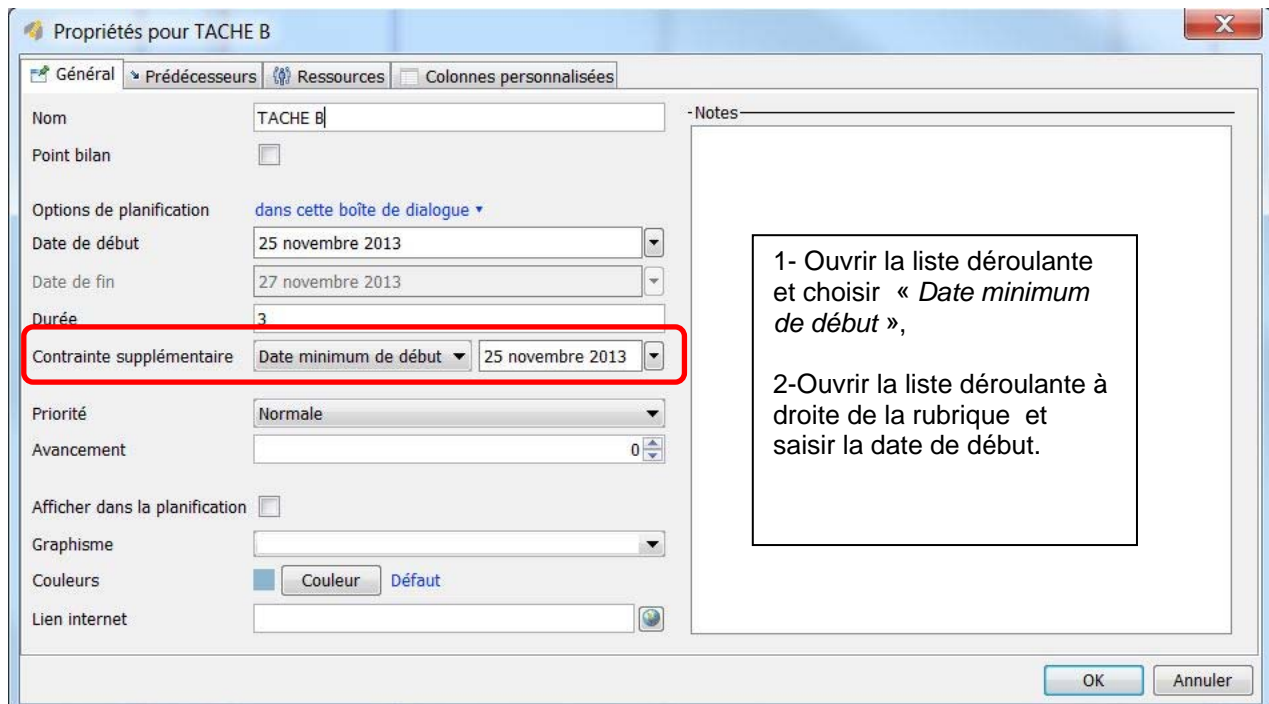 Propriétés pour TACHE B
Général Prédécesseurs Ressources Colonnes personnalisées
Nom TACHE B
Point bilan
Options de planification dans cette boîte de dialogue
Date de début 25 novembre 2013
Date de fin 27 novembre 2013
Durée 3
Contrainte supplémentaire Date minimum de début 25 novembre 2013
Priorité Normale
Avancement 0
Afficher dans la planification
Graphisme
Couleurs Couleur Défaut
Lien internet
Notes
1- Ouvrir la liste déroulante
et choisir « Date minimum
de début »,
2-Ouvrir la liste déroulante à
droite de la rubrique et
saisir la date de début.
OK Annuler